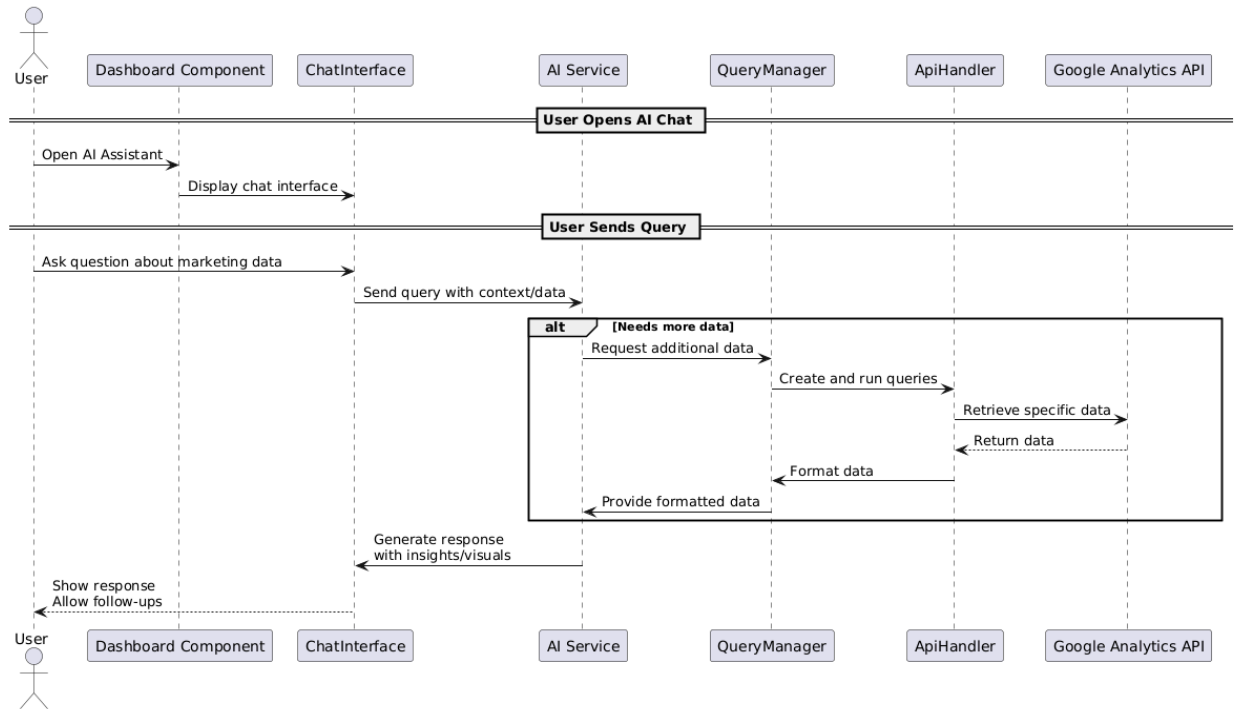 User
Dashboard Component
ChatInterface
AI Service
QueryManager
ApiHandler
Google Analytics API
User Opens AI Chat
Open AI Assistant
Display chat interface
User Sends Query
Ask question about marketing data
Send query with context/data
alt
[Needs more data]
Request additional data
Create and run queries
Retrieve specific data
Return data
Format data
Provide formatted data
Generate response
with insights/visuals
Show response
Allow follow-ups
User
Dashboard Component
ChatInterface
AI Service
QueryManager
ApiHandler
Google Analytics API